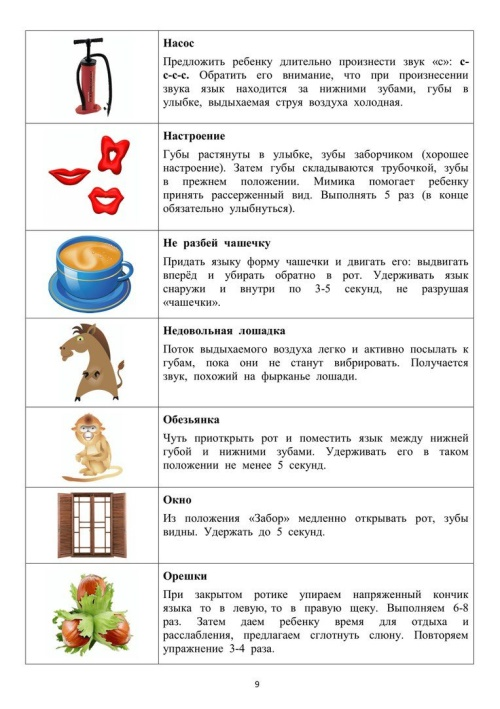 Насос
Предложить ребенку длительно произнести звук «с»: с-
с-с-с. Обратить его внимание, что при произнесении
звука язык находится за нижними зубами, губы в
улыбке, выдыхаемая струя воздуха холодная.
Настроение
Губы растянуты в улыбке, зубы заборчиком (хорошее
настроение). Затем губы складываются трубочкой, зубы
в прежнем положении. Мимика помогает ребенку
принять рассерженный вид. Выполнять 5 раз (в конце
обязательно улыбнуться).
Не разбей чашечку
Придать языку форму чашечки и двигать его: выдвигать
вперёд и убирать обратно в рот. Удерживать язык
снаружи и внутри по 3-5 секунд, не разрушая
«чашечки».
Недовольная лошадка
Поток выдыхаемого воздуха легко и активно посылать к
губам, пока они не станут вибрировать. Получается
звук, похожий на фырканье лошади.
Обезьянка
Чуть приоткрыть рот и поместить язык между нижней
губой и нижними зубами. Удерживать его в таком
положении не менее 5 секунд.
Окно
Из положения «Забор» медленно открывать рот, зубы
видны. Удержать до 5 секунд.
Орешки
При закрытом ротике упираем напряженный кончик
языка то в левую, то в правую щеку. Выполняем 6-8
раз. Затем даем ребенку время для отдыха и
расслабления, предлагаем сглотнуть слюну. Повторяем
упражнение 3-4 раза.
9